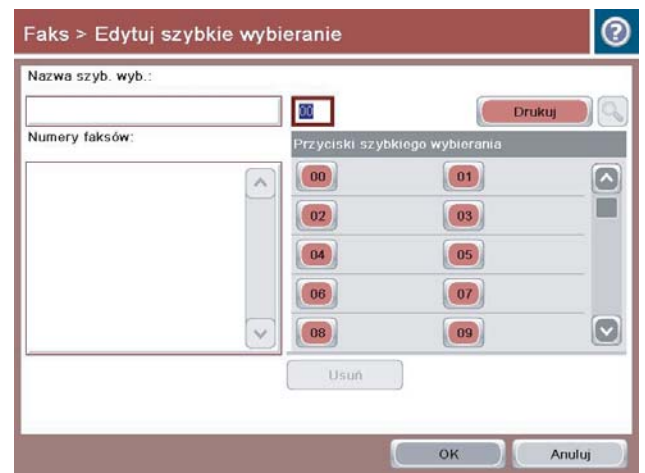 Faks > Edytuj szybkie wybieranie
?
Nazwa szyb. wyb.:
00
Drukuj
Numery faksów:
Przyciski szybkiego wybierania
00 01
02 03
04 05
06 07
08 09
Usuń
OK Anuluj